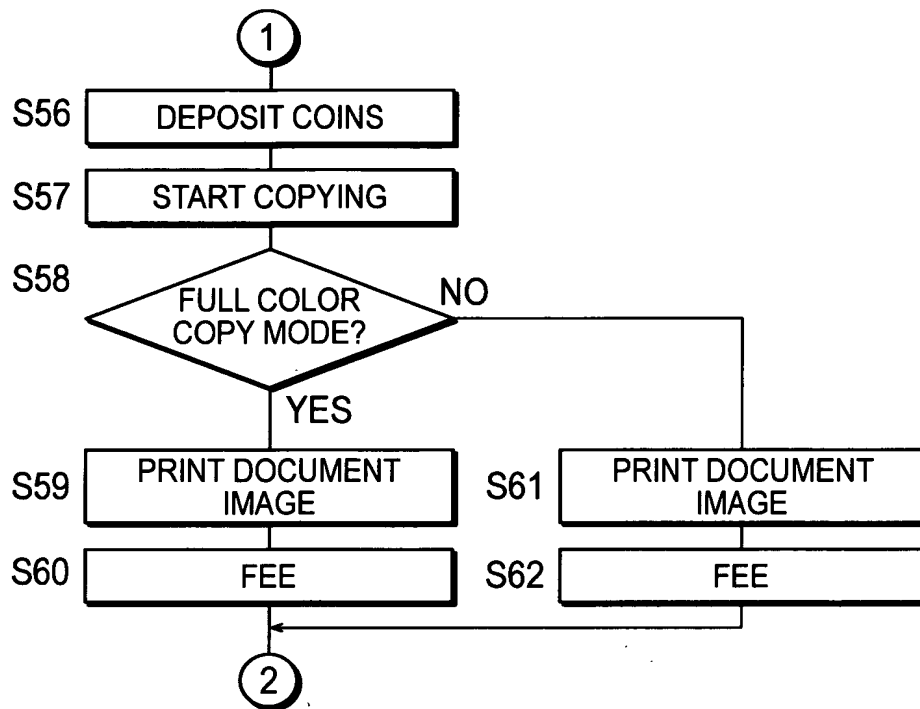 1
S56
DEPOSIT COINS
S57
START COPYING
S58
FULL COLOR
COPY MODE?
NO
YES
S59
PRINT DOCUMENT
IMAGE
S61
PRINT DOCUMENT
IMAGE
S60
FEE
S62
FEE
2